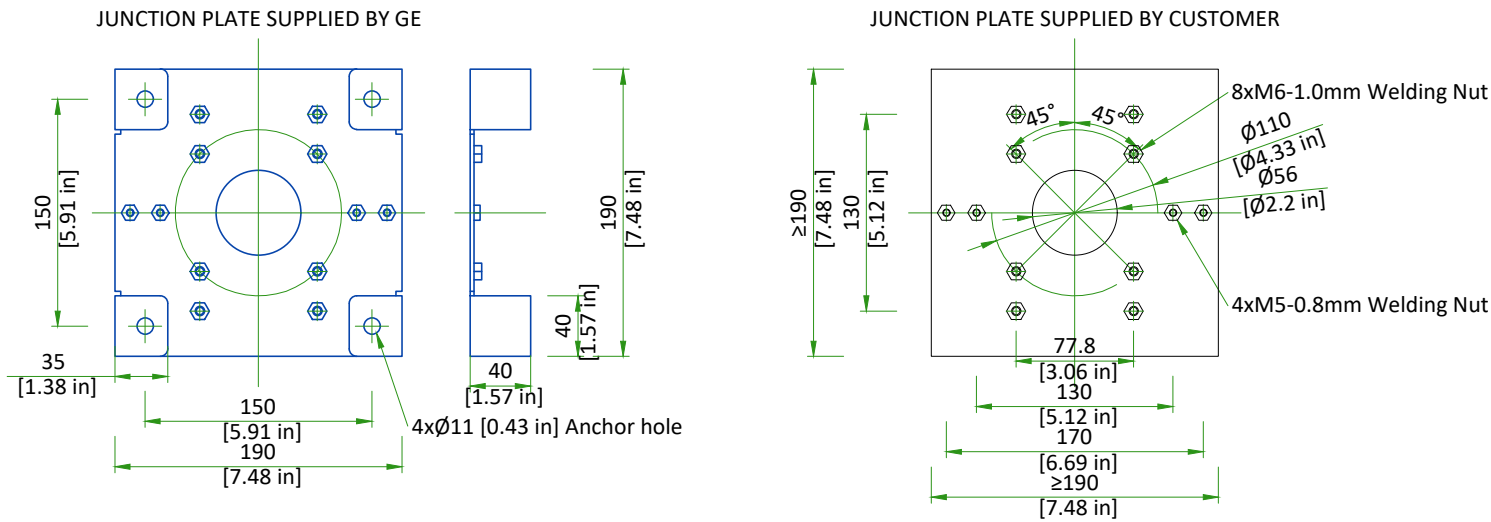 JUNCTION PLATE SUPPLIED BY GE
150
[5.91 in]
35
[1.38 in]
150
[5.91 in]
190
[7.48 in]
4xØ11 [0.43 in] Anchor hole
190
[7.48 in]
40
[1.57 in]
40
[1.57 in]
JUNCTION PLATE SUPPLIED BY CUSTOMER
≥190
[7.48 in]
130
[5.12 in]
45°
45°
8xM6-1.0mm Welding Nut
Ø110
[Ø4.33 in]
Ø56
[Ø2.2 in]
4xM5-0.8mm Welding Nut
77.8
[3.06 in]
130
[5.12 in]
170
[6.69 in]
≥190
[7.48 in]